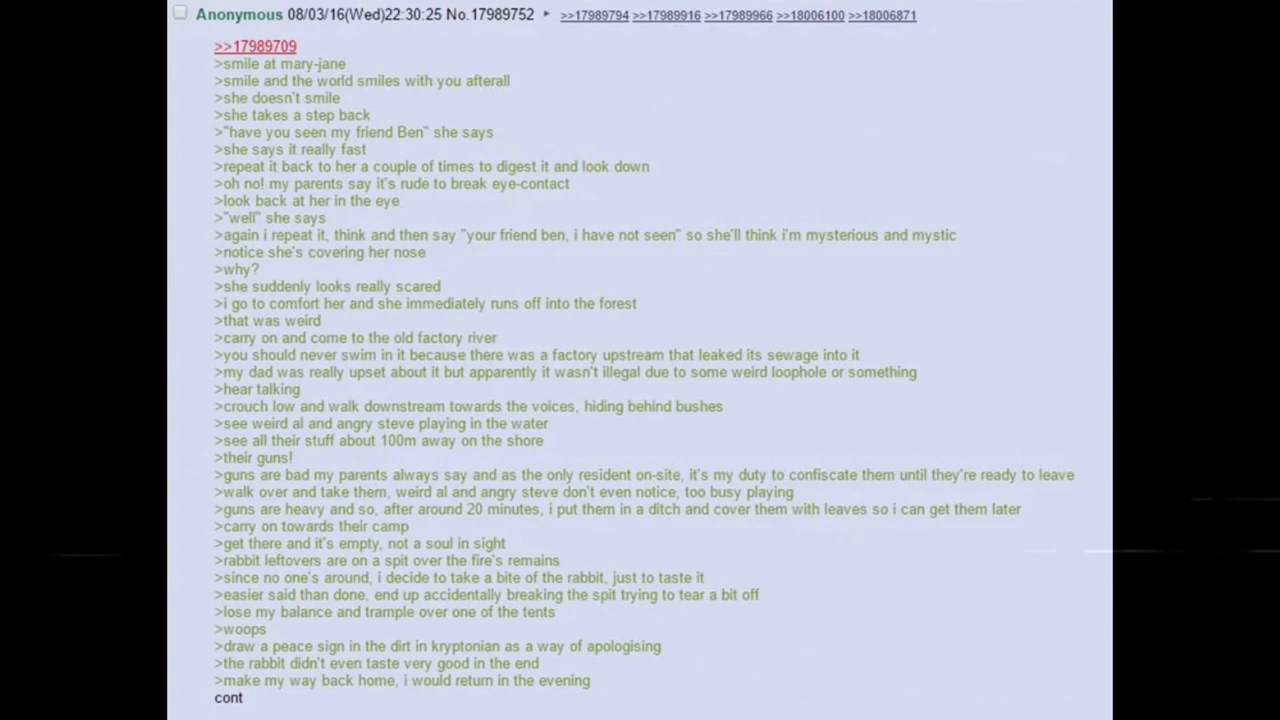 Anonymous 08/03/16(Wed)22:30:25 No.17989752 ▸ >>17989794 >>17989916 >>17989966 >>18006100 >>18006871
>>17989709
>smile at mary-jane
>smile and the world smiles with you afterall
>she doesn't smile
>she takes a step back
>"have you seen my friend Ben" she says
>she says it really fast
>repeat it back to her a couple of times to digest it and look down
>oh no! my parents say it's rude to break eye-contact
>look back at her in the eye
>"well" she says
>again i repeat it, think and then say "your friend ben, i have not seen" so she'll think i'm mysterious and mystic
>notice she's covering her nose
>why?
>she suddenly looks really scared
>i go to comfort her and she immediately runs off into the forest
>that was weird
>carry on and come to the old factory river
>you should never swim in it because there was a factory upstream that leaked its sewage into it
>my dad was really upset about it but apparently it wasn't illegal due to some weird loophole or something
>hear talking
>crouch low and walk downstream towards the voices, hiding behind bushes
>see weird al and angry steve playing in the water
>see all their stuff about 100m away on the shore
>their guns!
>guns are bad my parents always say and as the only resident on-site, it's my duty to confiscate them until they're ready to leave
>walk over and take them, weird al and angry steve don't even notice, too busy playing
>guns are heavy and so, after around 20 minutes, i put them in a ditch and cover them with leaves so i can get them later
>carry on towards their camp
>get there and it's empty, not a soul in sight
>rabbit leftovers are on a spit over the fire's remains
>since no one's around, i decide to take a bite of the rabbit, just to taste it
>easier said than done, end up accidentally breaking the spit trying to tear a bit off
>lose my balance and trample over one of the tents
>woops
>draw a peace sign in the dirt in kryptonian as a way of apologising
>the rabbit didn't even taste very good in the end
>make my way back home, i would return in the evening
cont